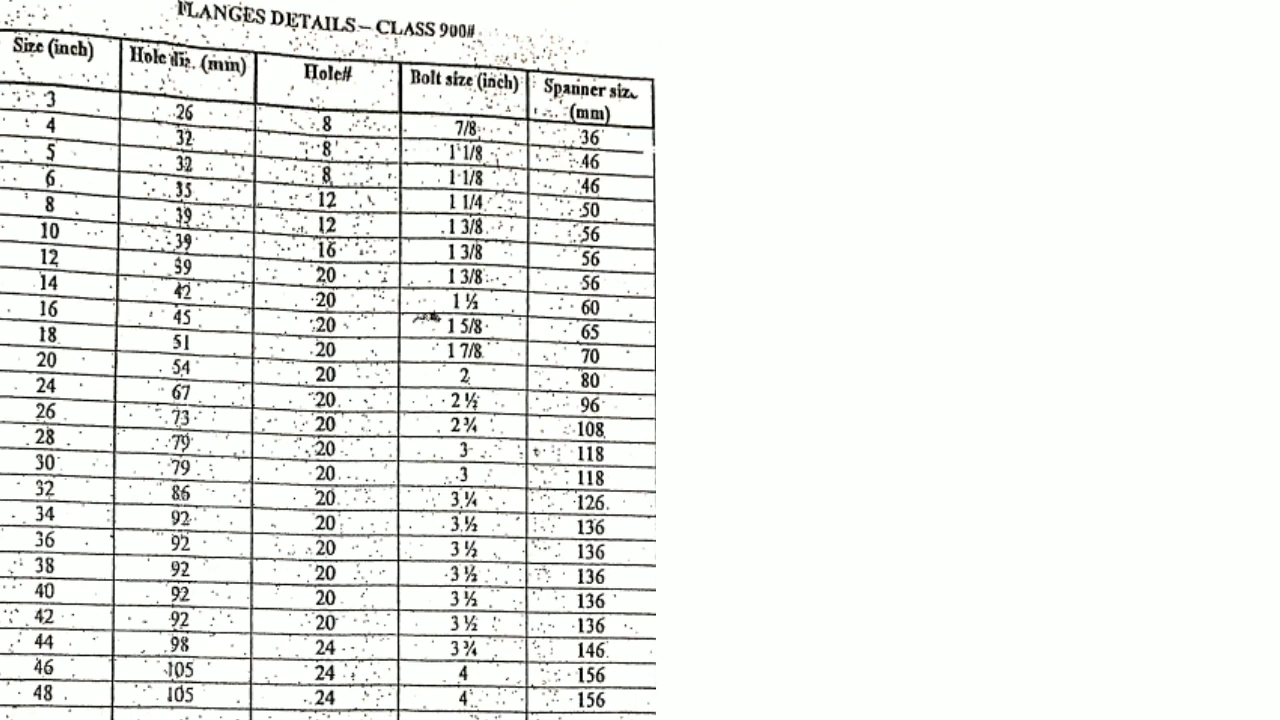 FLANGES DETAILS – CLASS 900#
Size (inch) Hole dia. (mm) Hole# Bolt size (inch) Spanner size (mm)
3 26 8 7/8 36
4 32 8 1 1/8 46
5 32 8 1 1/8 46
6 35 12 1 1/4 50
8 39 12 1 3/8 56
10 39 16 1 3/8 56
12 39 20 1 3/8 56
14 42 20 1 ½ 60
16 45 20 1 5/8 65
18 51 20 1 7/8 70
20 54 20 2 80
24 67 20 2 ½ 96
26 73 20 2 ¾ 108
28 79 20 3 118
30 79 20 3 118
32 86 20 3 ¼ 126
34 92 20 3 ½ 136
36 92 20 3 ½ 136
38 92 20 3 ½ 136
40 92 20 3 ½ 136
42 92 20 3 ½ 136
44 98 24 3 ¾ 146
46 105 24 4 156
48 105 24 4 156